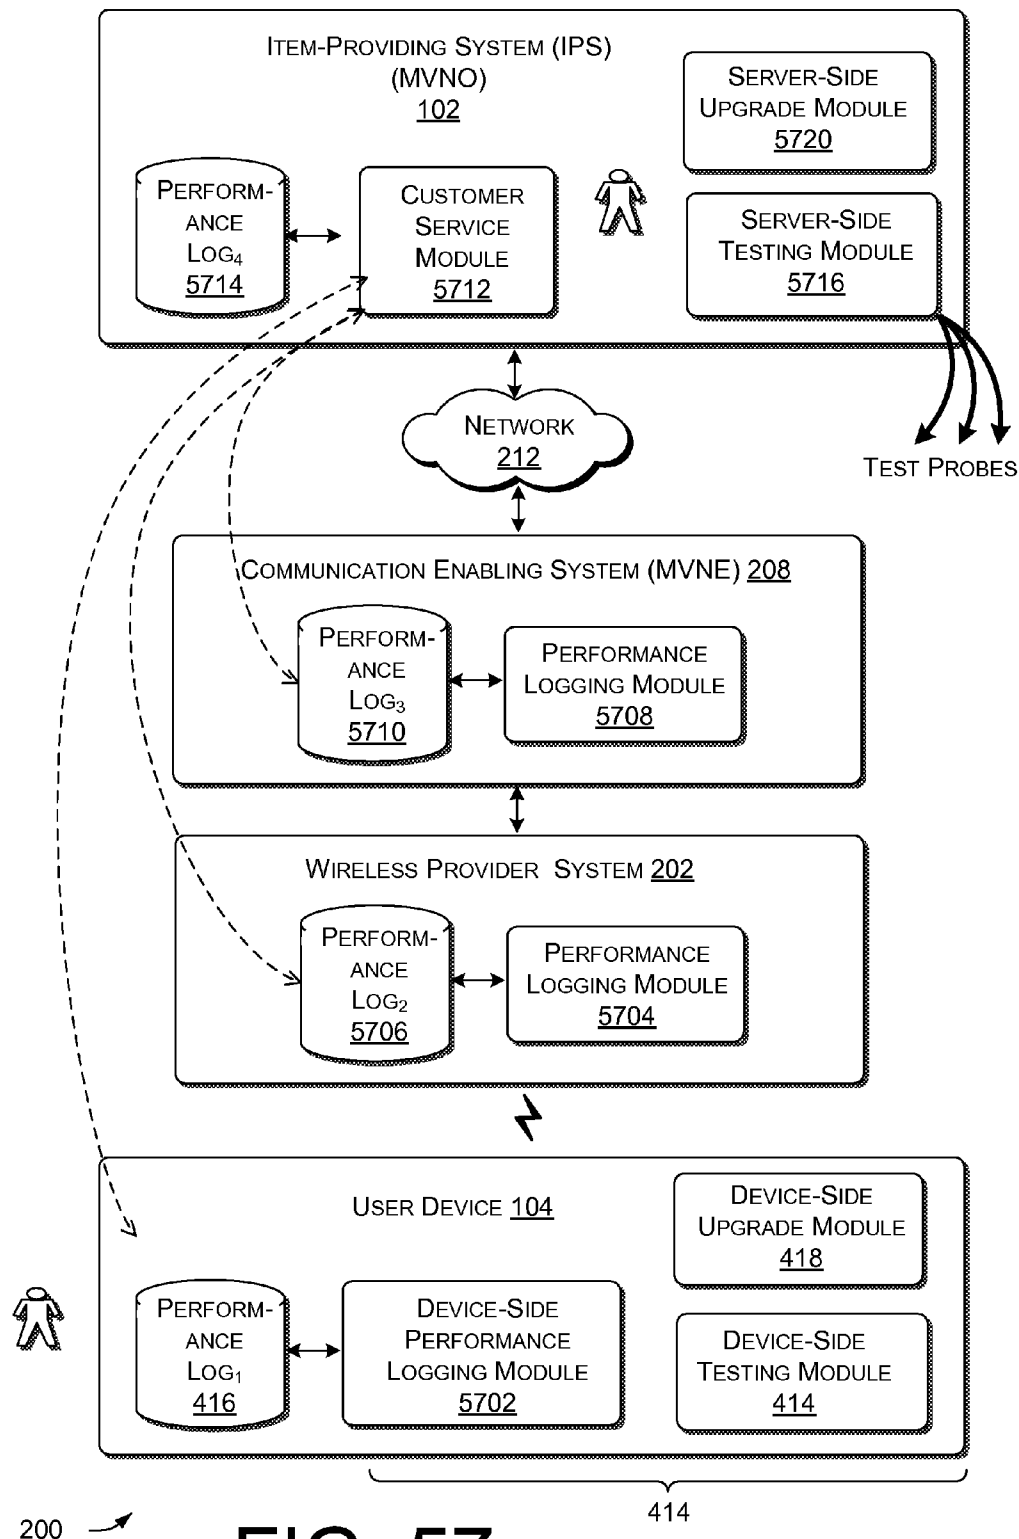 ITEM-PROVIDING SYSTEM (IPS)
(MVNO)
102
SERVER-SIDE
UPGRADE MODULE
5720
PERFORM-
ANCE
LOG4
5714
CUSTOMER
SERVICE
MODULE
5712
SERVER-SIDE
TESTING MODULE
5716
NETWORK
212
TEST PROBES
COMMUNICATION ENABLING SYSTEM (MVNE) 208
PERFORM-
ANCE
LOG3
5710
PERFORMANCE
LOGGING MODULE
5708
WIRELESS PROVIDER SYSTEM 202
PERFORM-
ANCE
LOG2
5706
PERFORMANCE
LOGGING MODULE
5704
USER DEVICE 104
DEVICE-SIDE
UPGRADE MODULE
418
PERFORM-
ANCE
LOG1
416
DEVICE-SIDE
PERFORMANCE
LOGGING MODULE
5702
DEVICE-SIDE
TESTING MODULE
414
414
200
FIG. 57